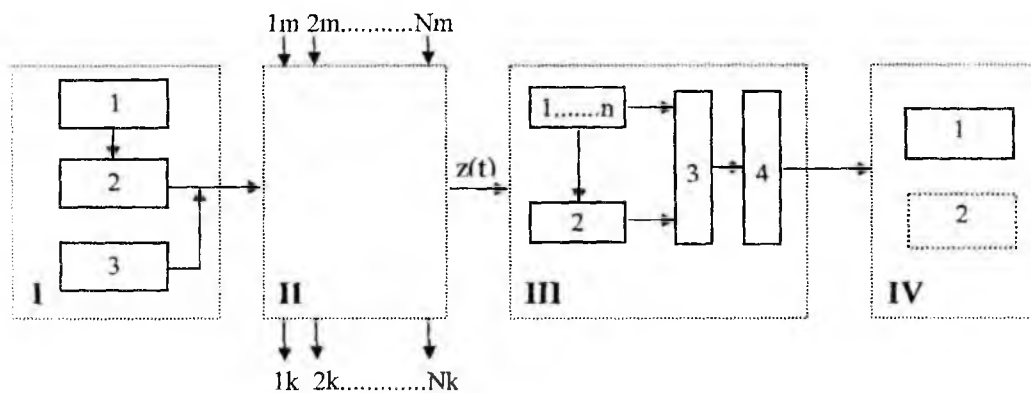 1m 2m...........Nm
1
2
3
I
II
z(t)
1.......n
2
3
4
III
1
2
IV
1k 2k.............Nk